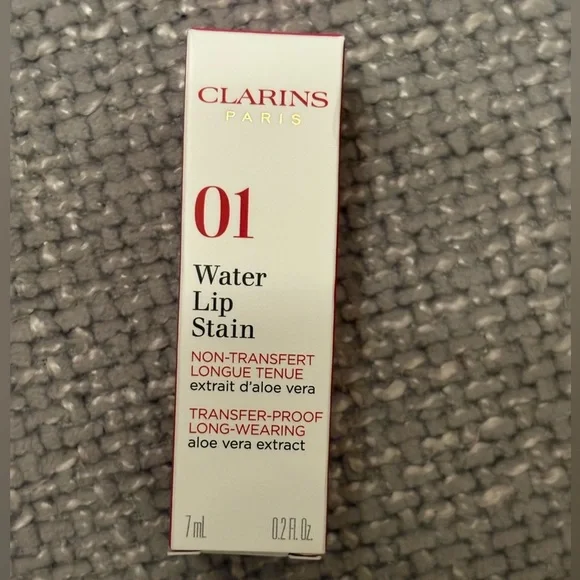 CLARINS
PARIS
01
Water
Lip
Stain
NON-TRANSFERT
LONGUE TENUE
extrait d'aloe vera
TRANSFER-PROOF
LONG-WEARING
aloe vera extract
7 ml. 0.2 Fl. Oz.